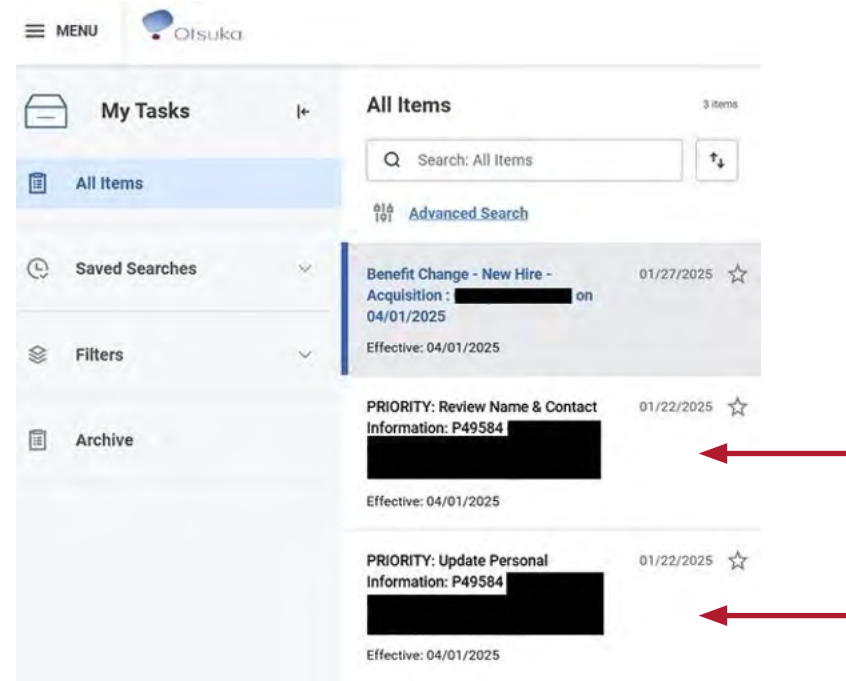 MENU
Otsuka
My Tasks
All Items
Saved Searches
Filters
Archive
All Items
3 items
Search: All Items
Advanced Search
Benefit Change - New Hire - 01/27/2025
Acquisition : on
04/01/2025
Effective: 04/01/2025
PRIORITY: Review Name & Contact 01/22/2025
Information: P49584
Effective: 04/01/2025
PRIORITY: Update Personal 01/22/2025
Information: P49584
Effective: 04/01/2025